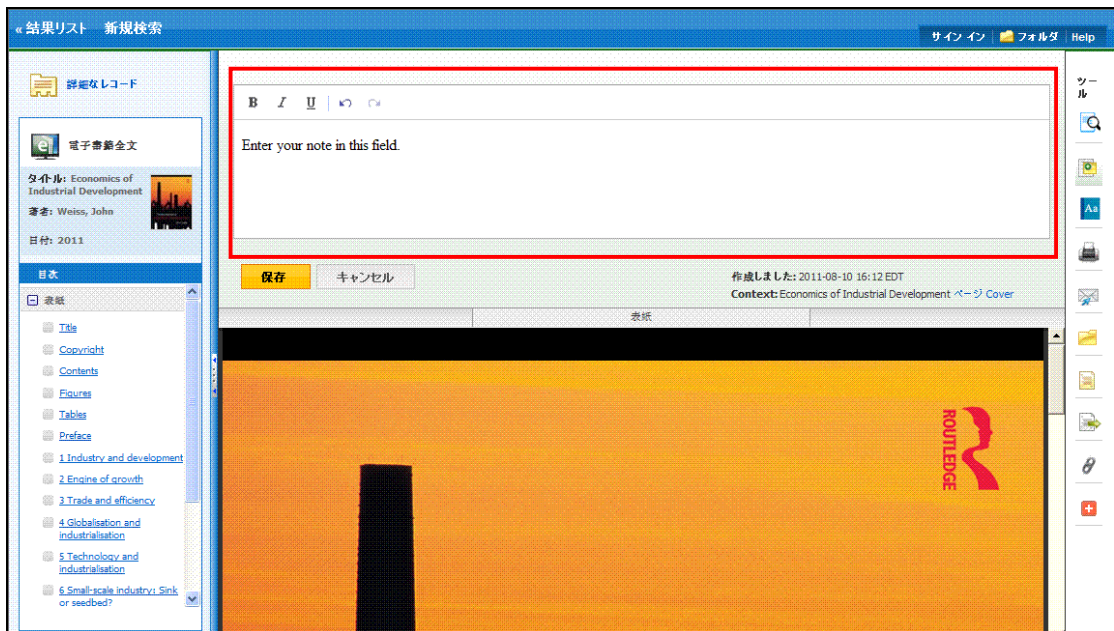 « 結果リスト 新規検索
サイン イン フォルダ Help
詳細なレコード
電子書籍全文
タイトル: Economics of
Industrial Development
著者: Weiss, John
日付: 2011
目次
表紙
Title
Copyright
Contents
Figures
Tables
Preface
1 Industry and development
2 Engine of growth
3 Trade and efficiency
4 Globalisation and
industrialisation
5 Technology and
industrialisation
6 Small-scale industry: Sink
or seedbed?
B I U
Enter your note in this field.
保存 キャンセル
作成しました: 2011-08-10 16:12 EDT
Context: Economics of Industrial Development ページ Cover
表紙
ROUTLEDGE
ツー
ル
Aa